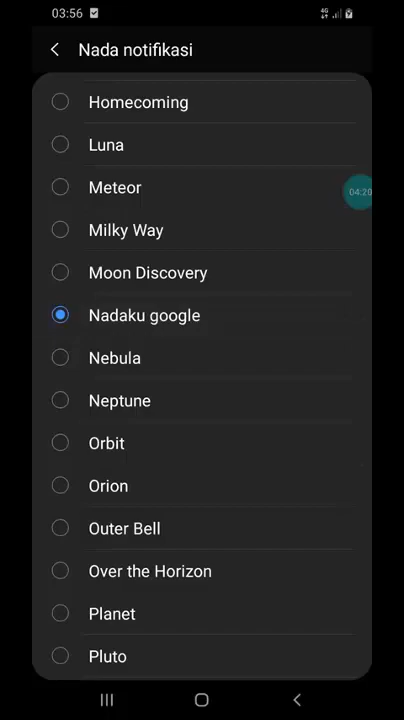 03:56
4G
Nada notifikasi
Homecoming
Luna
Meteor
04:20
Milky Way
Moon Discovery
Nadaku google
Nebula
Neptune
Orbit
Orion
Outer Bell
Over the Horizon
Planet
Pluto